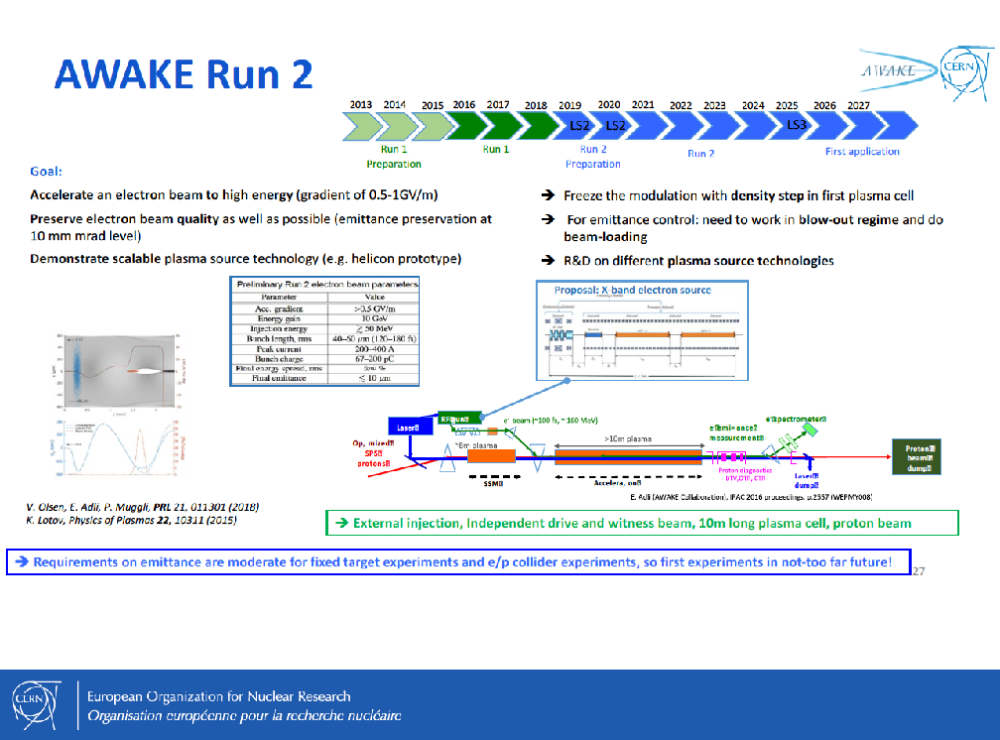 AWAKE Run 2
AWAKE
CERN
2013 2014 2015 2016 2017 2018 2019 2020 2021 2022 2023 2024 2025 2026 2027
LS2 LS2 LS3
Run 1
Preparation
Run 1
Run 2
Preparation
Run 2
First application
Goal:
Accelerate an electron beam to high energy (gradient of 0.5-1GV/m)
Preserve electron beam quality as well as possible (emittance preservation at
10 mm mrad level)
Demonstrate scalable plasma source technology (e.g. helicon prototype)
➔ Freeze the modulation with density step in first plasma cell
➔ For emittance control: need to work in blow-out regime and do
beam-loading
➔ R&D on different plasma source technologies
Preliminary Run 2 electron beam parameters
Parameter Value
Acc. gradient >0.5 GV/m
Energy gain 10 GeV
Injection energy ≳ 50 MeV
Bunch length, rms 40–60 μm (120–180 fs)
Peak current 200–400 A
Bunch charge 67–200 pC
Final energy spread, rms few %
Final emittance ≲ 10 μm
Proposal: X-band electron source
Laser
RF gun
e- beam (~100 fs, ~ 160 MeV)
Op, mized
SPS
protons
~8m plasma
>10m plasma
SSM
Accelera, on
measurement
Proton diagnostics
BTV,OTR, CTR
e spectrometer
Laser
dump
Proton
beam
dump
E. Adli (AWAKE Collaboration), IPAC 2016 proceedings, p.2557 (WEPMY008)
V. Olsen, E. Adli, P. Muggli, PRL 21, 011301 (2018)
K. Lotov, Physics of Plasmas 22, 10311 (2015)
➔ External injection, Independent drive and witness beam, 10m long plasma cell, proton beam
➔ Requirements on emittance are moderate for fixed target experiments and e/p collider experiments, so first experiments in not-too far future!
27
CERN
European Organization for Nuclear Research
Organisation européenne pour la recherche nucléaire